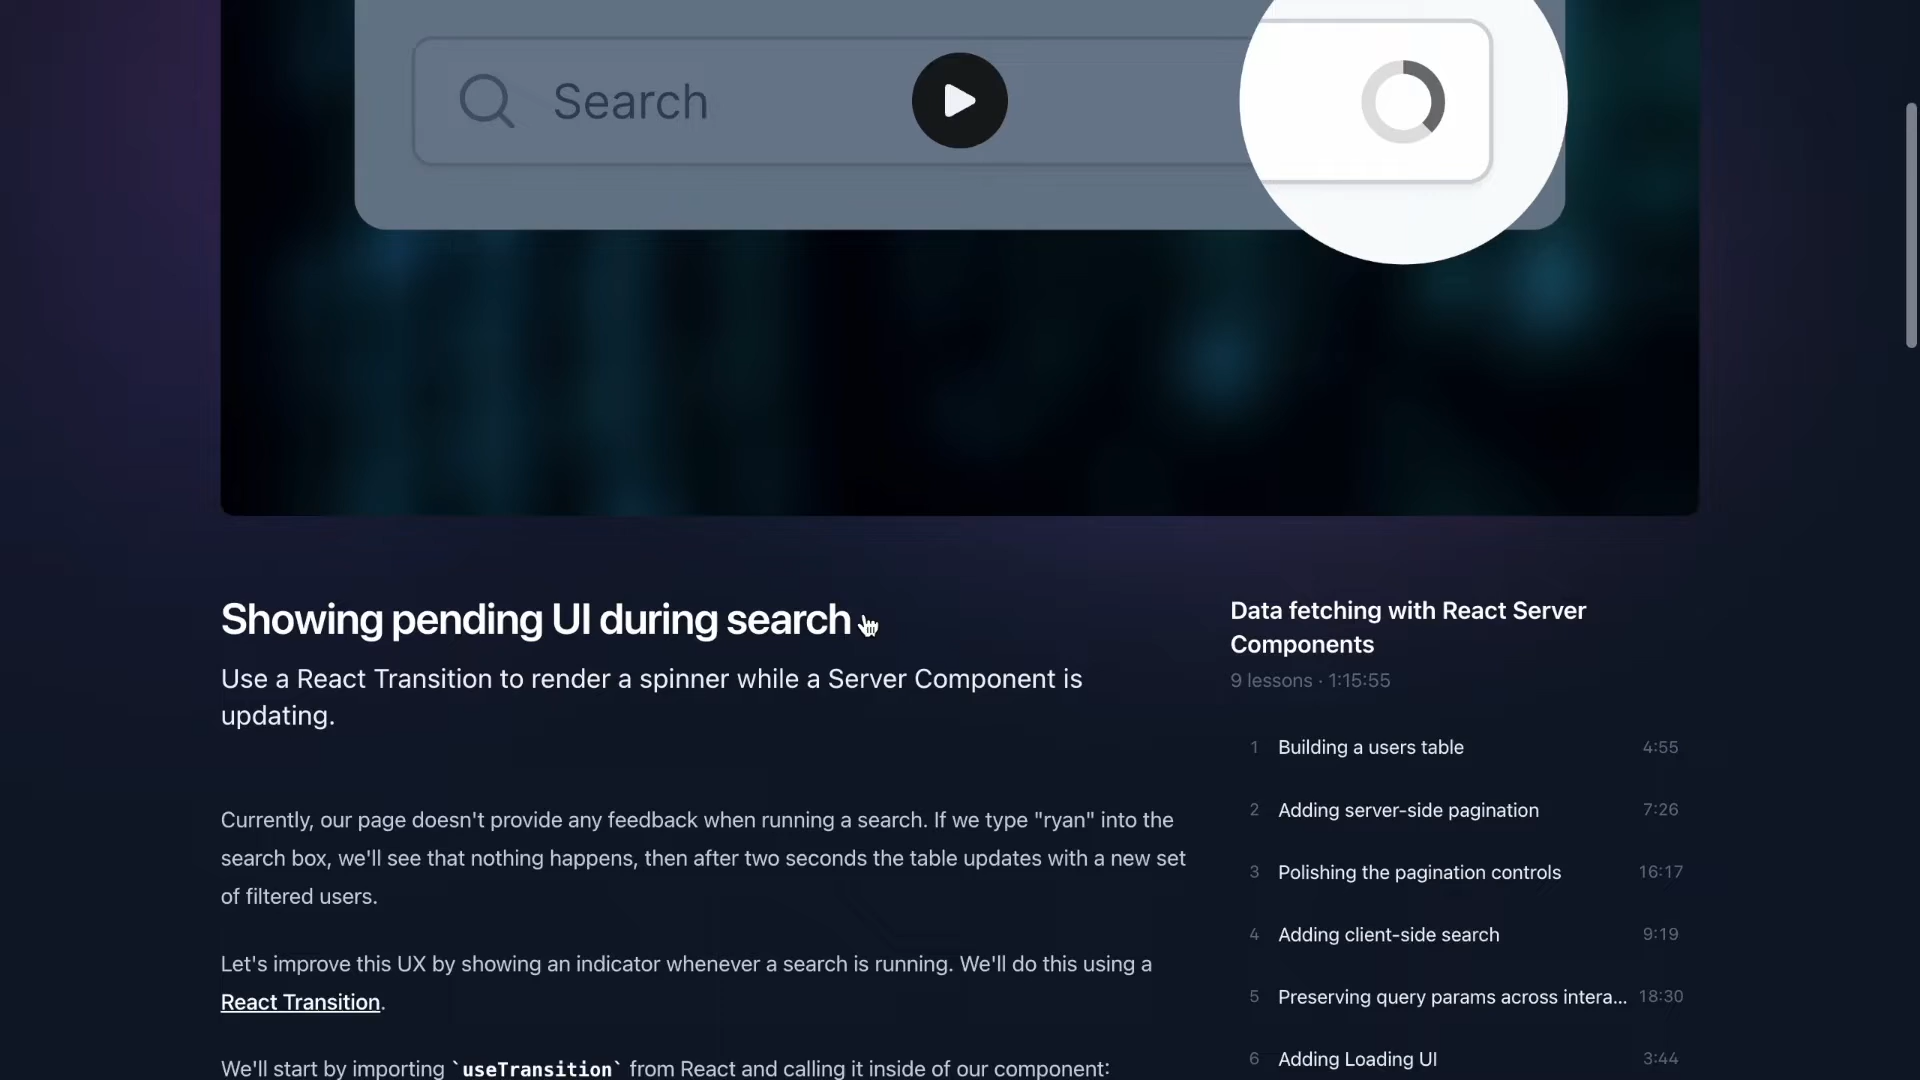 Search
Showing pending UI during search
Use a React Transition to render a spinner while a Server Component is
updating.
Currently, our page doesn't provide any feedback when running a search. If we type "ryan" into the
search box, we'll see that nothing happens, then after two seconds the table updates with a new set
of filtered users.
Let's improve this UX by showing an indicator whenever a search is running. We'll do this using a
React Transition.
We'll start by importing `useTransition` from React and calling it inside of our component:
Data fetching with React Server
Components
9 lessons · 1:15:55
1 Building a users table 4:55
2 Adding server-side pagination 7:26
3 Polishing the pagination controls 16:17
4 Adding client-side search 9:19
5 Preserving query params across intera... 18:30
6 Adding Loading UI 3:44